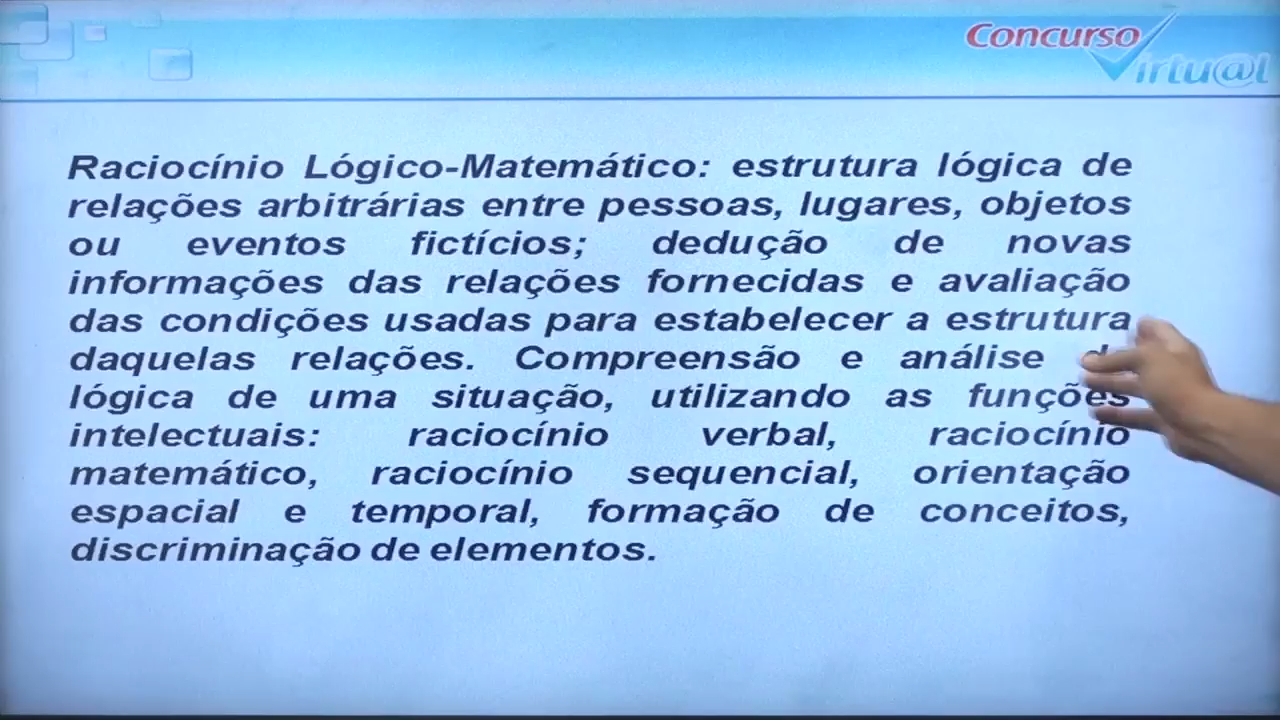 Concurso
Virtu@l
Raciocínio Lógico-Matemático: estrutura lógica de
relações arbitrárias entre pessoas, lugares, objetos
ou eventos fictícios; dedução de novas
informações das relações fornecidas e avaliação
das condições usadas para estabelecer a estrutura
daquelas relações. Compreensão e análise
lógica de uma situação, utilizando as funções
intelectuais: raciocínio verbal, raciocínio
matemático, raciocínio sequencial, orientação
espacial e temporal, formação de conceitos,
discriminação de elementos.